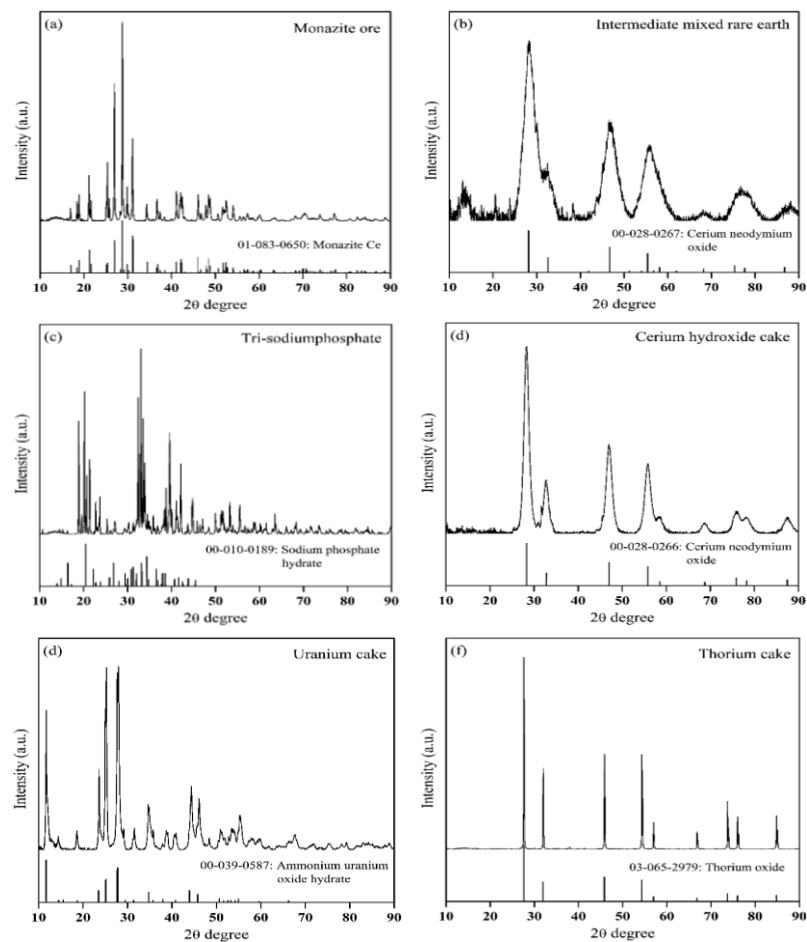 (a)
Monazite ore
Intensity (a.u.)
01-083-0650: Monazite Ce
10 20 30 40 50 60 70 80 90
2θ degree
(b)
Intermediate mixed rare earth
Intensity (a.u.)
00-028-0267: Cerium neodymium
oxide
10 20 30 40 50 60 70 80 90
2θ degree
(c)
Tri-sodiumphosphate
Intensity (a.u.)
00-010-0189: Sodium phosphate
hydrate
10 20 30 40 50 60 70 80 90
2θ degree
(d)
Cerium hydroxide cake
Intensity (a.u.)
00-028-0266: Cerium neodymium
oxide
10 20 30 40 50 60 70 80 90
2θ degree
(d)
Uranium cake
Intensity (a.u.)
00-039-0587: Ammonium uranium
oxide hydrate
10 20 30 40 50 60 70 80 90
2θ degree
(f)
Thorium cake
Intensity (a.u.)
03-065-2979: Thorium oxide
10 20 30 40 50 60 70 80 90
2θ degree